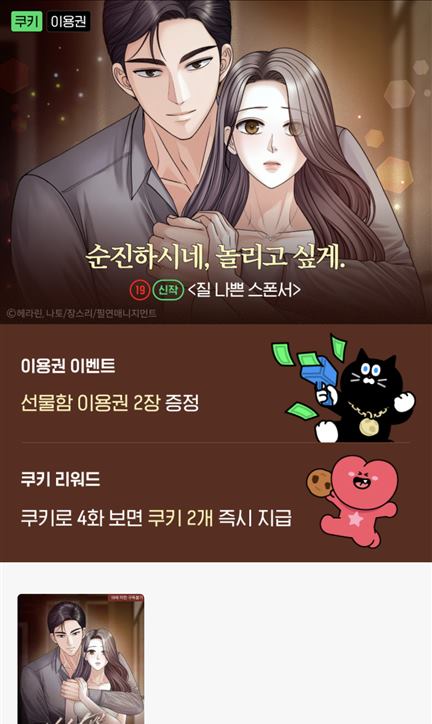 쿠키 이용권
순진하시네, 놀리고 싶게.
19 신작 <질 나쁜 스폰서>
ⓒ헤라린, 나토/장스리/필연매니지먼트
이용권 이벤트
선물함 이용권 2장 증정
쿠키 리워드
쿠키로 4화 보면 쿠키 2개 즉시 지급